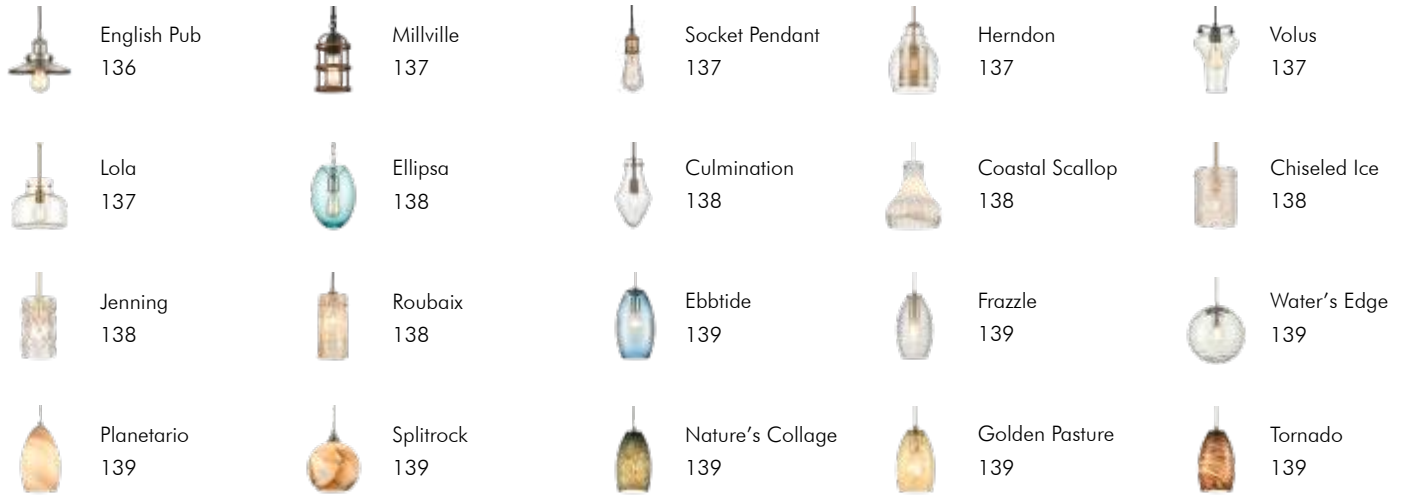 English Pub
136
Millville
137
Socket Pendant
137
Herndon
137
Volus
137
Lola
137
Ellipsa
138
Culmination
138
Coastal Scallop
138
Chiseled Ice
138
Jenning
138
Roubaix
138
Ebbtide
139
Frazzle
139
Water’s Edge
139
Planetario
139
Splitrock
139
Nature’s Collage
139
Golden Pasture
139
Tornado
139